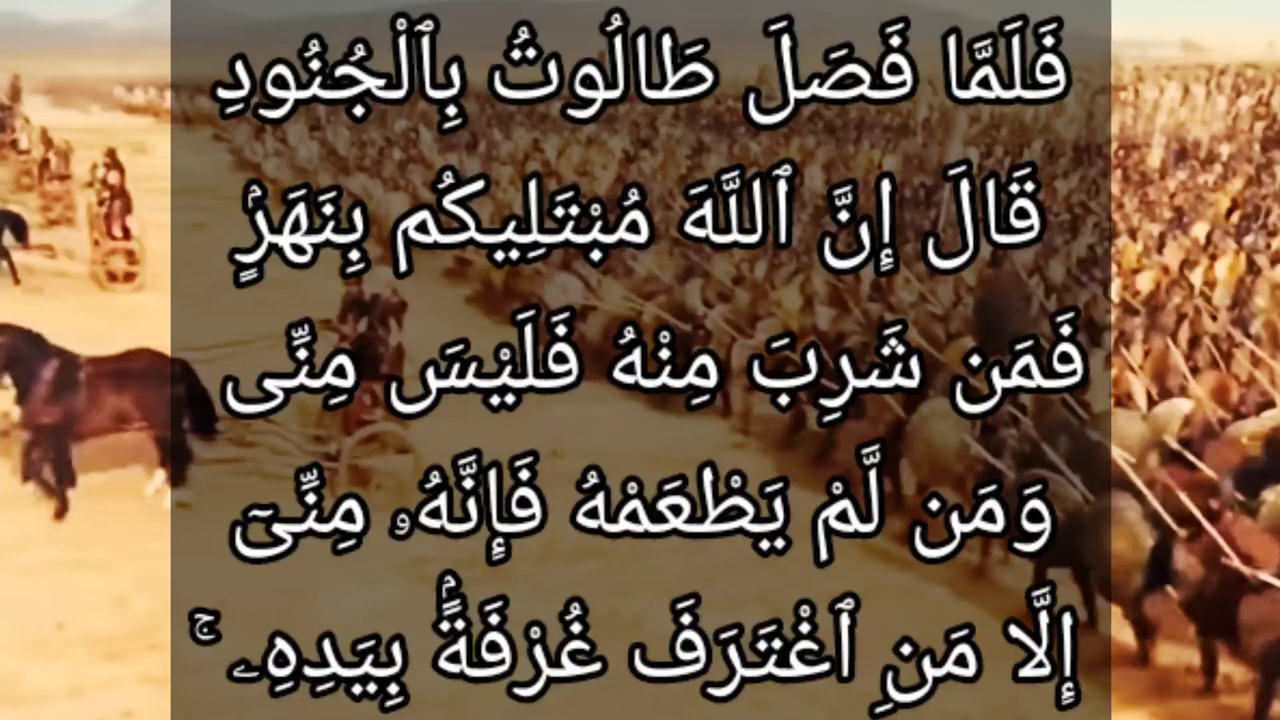 فَلَمَّا فَصَلَ طَالُوتُ بِٱلْجُنُودِ
قَالَ إِنَّ ٱللَّهَ مُبْتَلِيكُم بِنَهَرٍۢ
فَمَن شَرِبَ مِنْهُ فَلَيْسَ مِنِّى
وَمَن لَّمْ يَطْعَمْهُ فَإِنَّهُۥ مِنِّىٓ
إِلَّا مَنِ ٱغْتَرَفَ غُرْفَةًۢ بِيَدِهِۦ ۚ